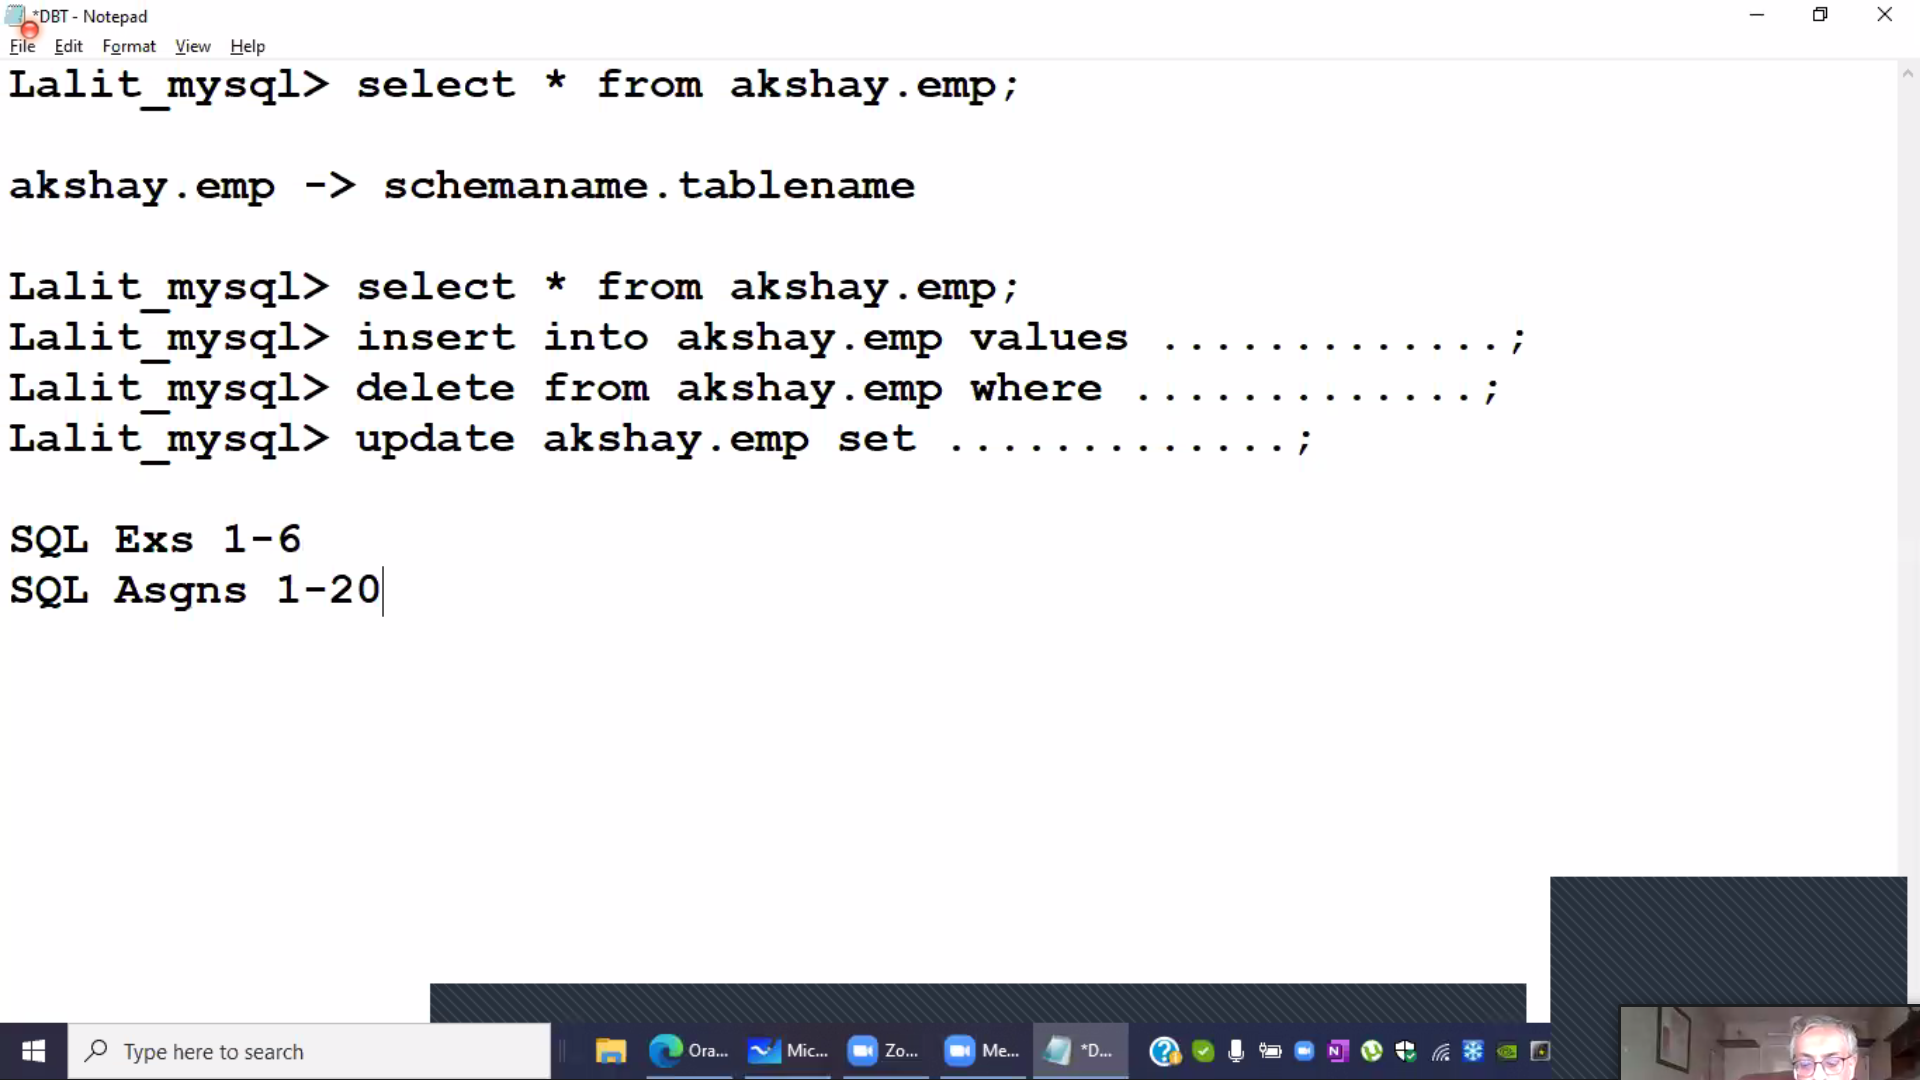 *DBT - Notepad
File Edit Format View Help
Lalit_mysql> select * from akshay.emp;
akshay.emp -> schemaname.tablename
Lalit_mysql> select * from akshay.emp;
Lalit_mysql> insert into akshay.emp values .............;
Lalit_mysql> delete from akshay.emp where .............;
Lalit_mysql> update akshay.emp set .............;
SQL Exs 1-6
SQL Asgns 1-20
Type here to search
Ora... Mic... Zo... Me... *D...